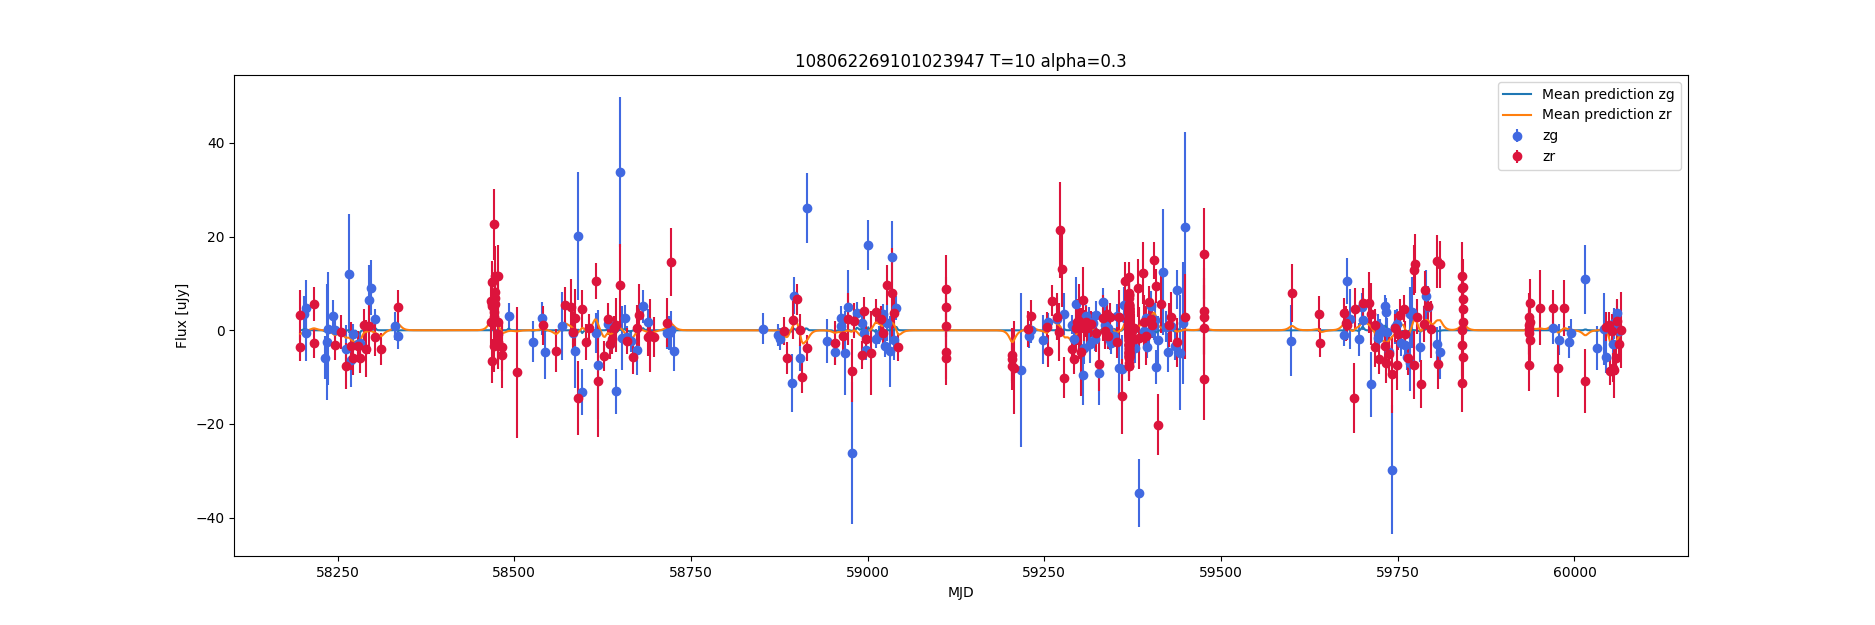 108062269101023947 T=10 alpha=0.3
Mean prediction zg
Mean prediction zr
zg
zr
Flux [uJy]
40
20
0
−20
−40
58250
58500
58750
59000
59250
59500
59750
60000
MJD